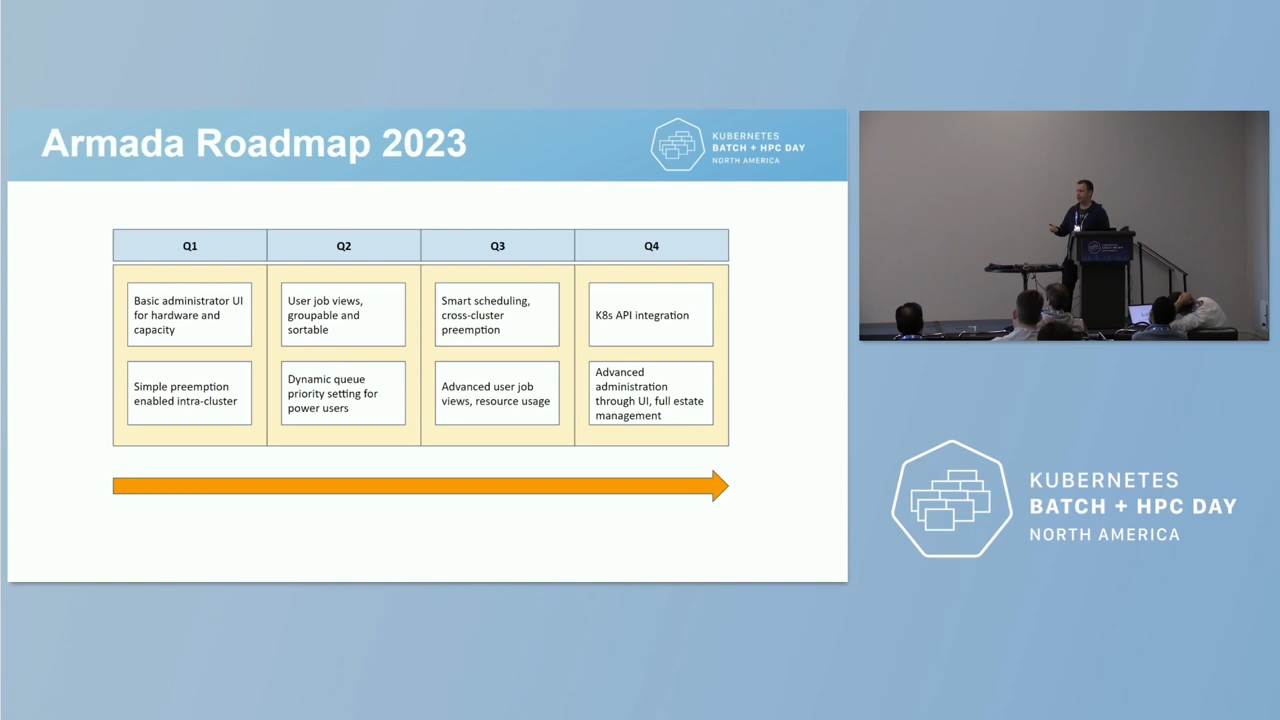 Armada Roadmap 2023
KUBERNETES
BATCH + HPC DAY
NORTH AMERICA
Q1
Q2
Q3
Q4
Basic administrator UI
for hardware and
capacity
User job views,
groupable and
sortable
Smart scheduling,
cross-cluster
preemption
K8s API integration
Simple preemption
enabled intra-cluster
Dynamic queue
priority setting for
power users
Advanced user job
views, resource usage
Advanced
administration
through UI, full estate
management
KUBERNETES
BATCH + HPC DAY
NORTH AMERICA